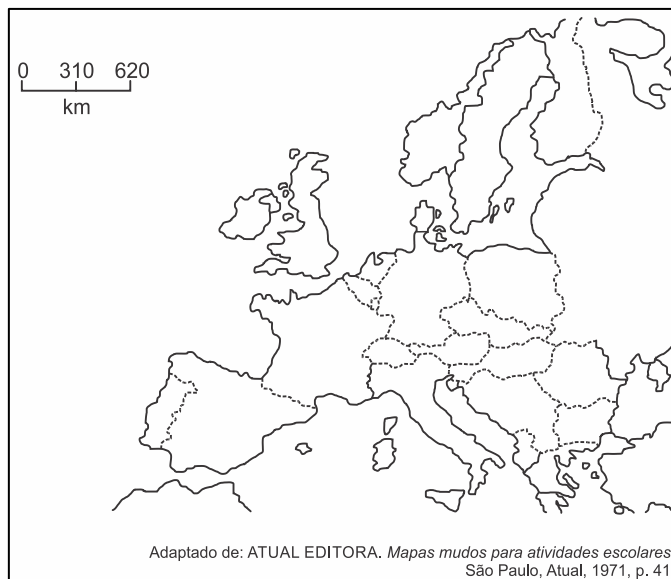 0 310 620
km
Adaptado de: ATUAL EDITORA. Mapas mudos para atividades escolares
São Paulo, Atual, 1971, p. 41